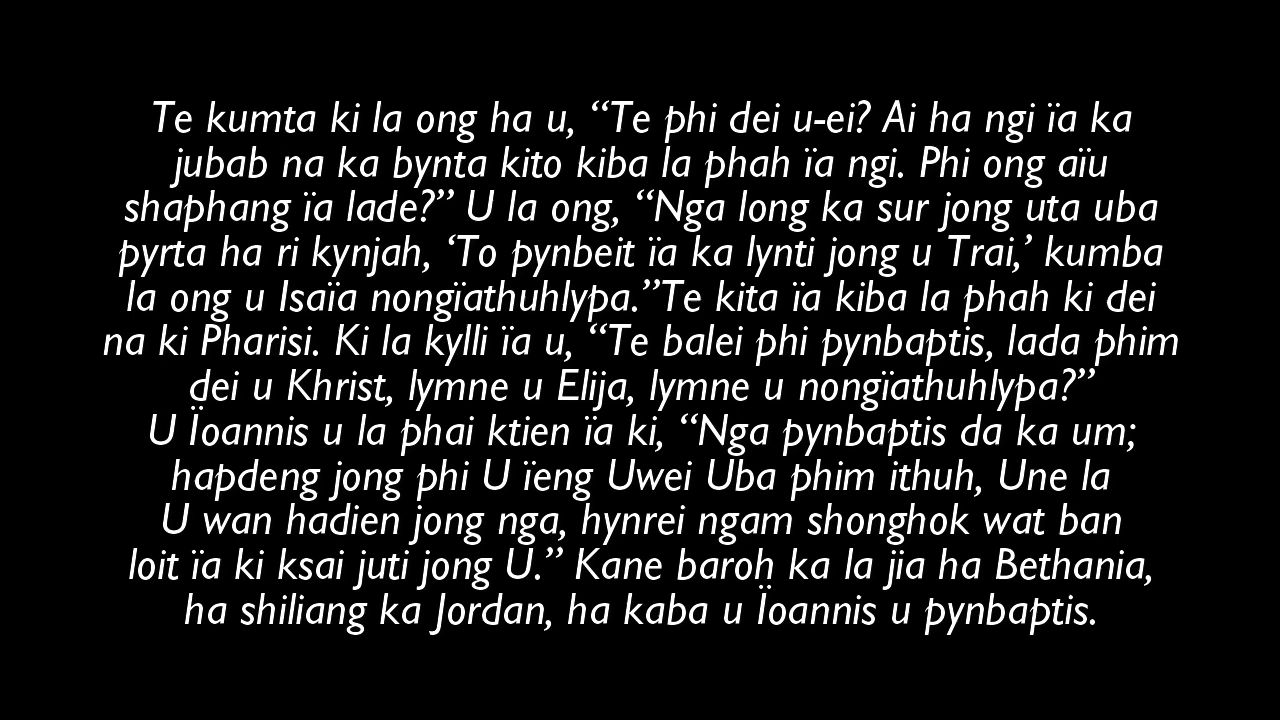 Te kumta ki la ong ha u, “Te phi dei u-ei? Ai ha ngi ïa ka
jubab na ka bynta kito kiba la phah ïa ngi. Phi ong aïu
shaphang ïa lade?” U la ong, “Nga long ka sur jong uta uba
pyrta ha ri kynjah, ‘To pynbeit ïa ka lynti jong u Trai,’ kumba
la ong u Isaïa nongïathuhlypa.”Te kita ïa kiba la phah ki dei
na ki Pharisi. Ki la kylli ïa u, “Te balei phi pynbaptis, lada phim
dei u Khrist, lymne u Elija, lymne u nongïathuhlypa?”
U Ïoannis u la phai ktien ïa ki, “Nga pynbaptis da ka um;
hapdeng jong phi U ïeng Uwei Uba phim ithuh, Une la
U wan hadien jong nga, hynrei ngam shonghok wat ban
loit ïa ki ksai juti jong U.” Kane baroh ka la jia ha Bethania,
ha shiliang ka Jordan, ha kaba u Ïoannis u pynbaptis.